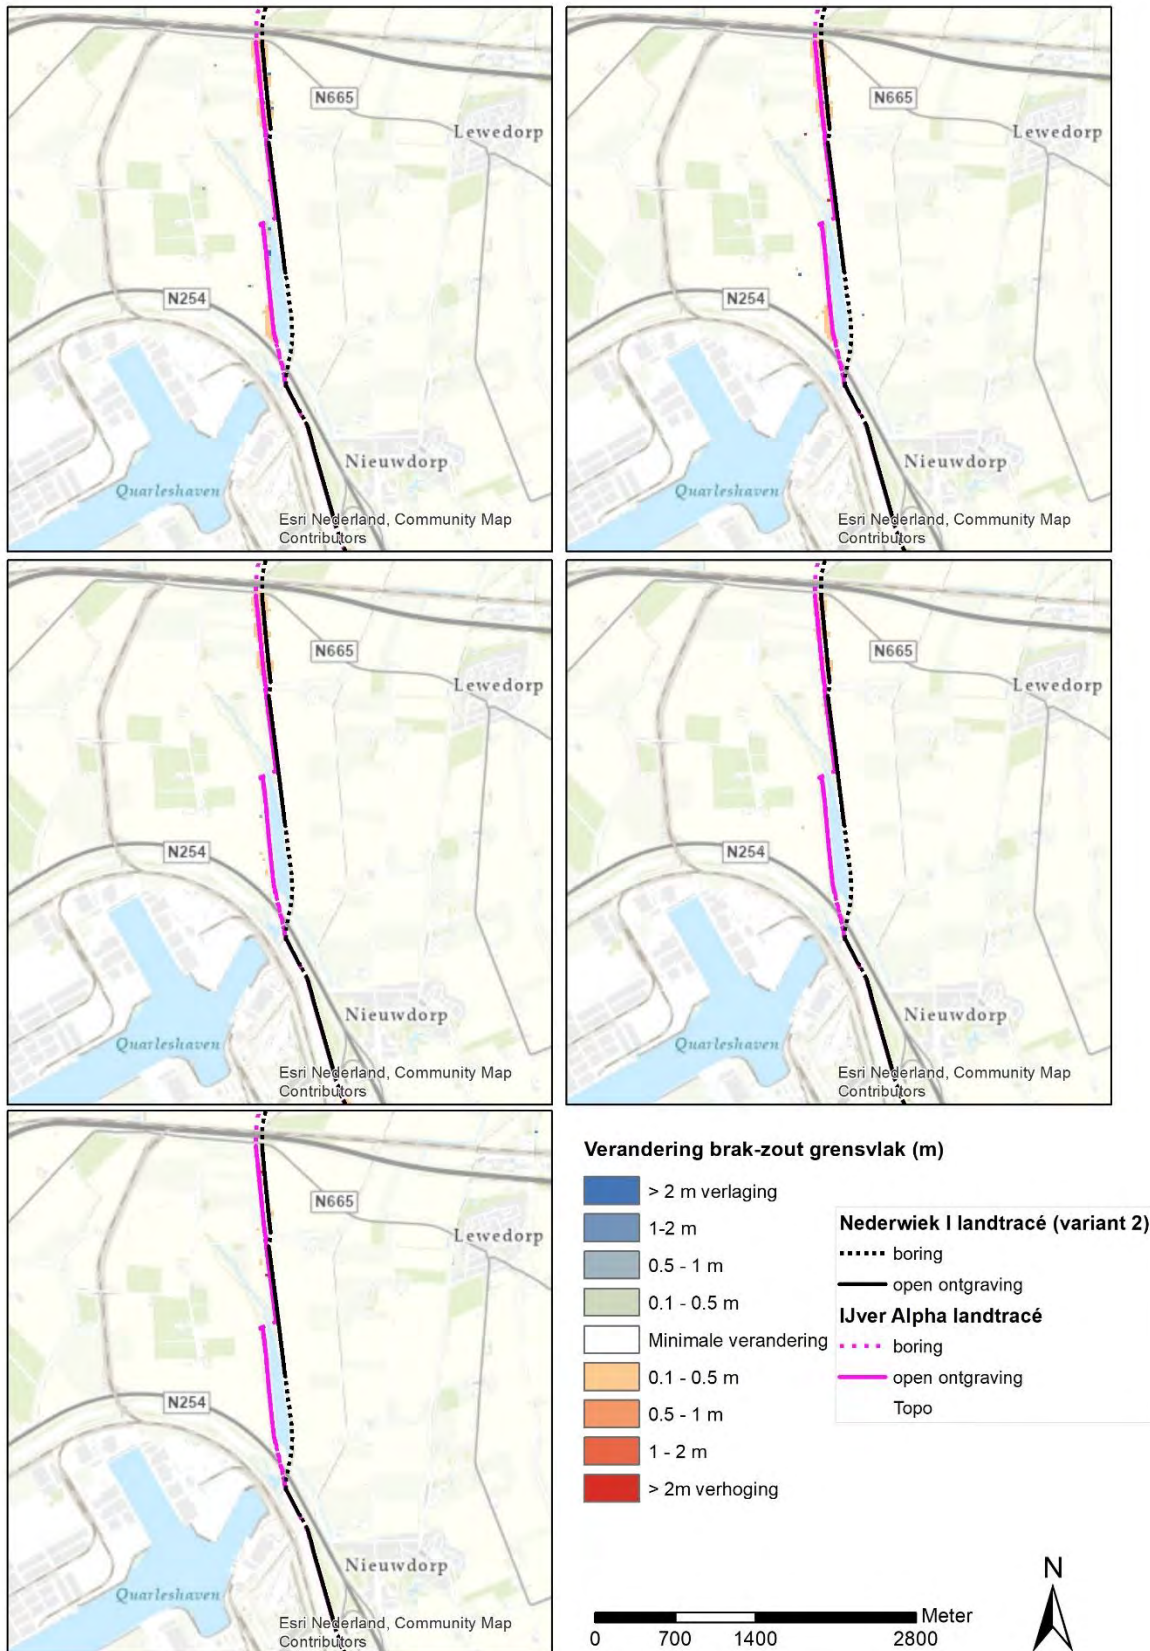 N665
Lewedorp
N254
Nieuwdorp
Quarleshaven
Esri Nederland, Community Map
Contributors
N665
Lewedorp
N254
Nieuwdorp
Quarleshaven
Esri Nederland, Community Map
Contributors
N665
Lewedorp
N254
Nieuwdorp
Quarleshaven
Esri Nederland, Community Map
Contributors
N665
Lewedorp
N254
Nieuwdorp
Quarleshaven
Esri Nederland, Community Map
Contributors
N665
Lewedorp
N254
Nieuwdorp
Quarleshaven
Esri Nederland, Community Map
Contributors
Verandering brak-zout grensvlak (m)
> 2 m verlaging
1-2 m
0.5 - 1 m
0.1 - 0.5 m
Minimale verandering
0.1 - 0.5 m
0.5 - 1 m
1 - 2 m
> 2m verhoging
Nederwiek I landtracé (variant 2)
boring
open ontgraving
IJver Alpha landtracé
boring
open ontgraving
Topo
Meter
0 700 1400 2800
N